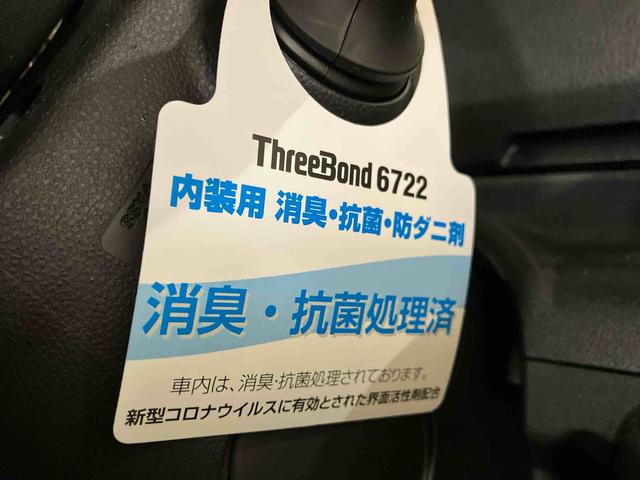 ThreeBond 6722
内装用 消臭・抗菌・防ダニ剤
消臭・抗菌処理済
車内は、消臭・抗菌処理されております。
新型コロナウイルスに有効とされた界面活性剤配合